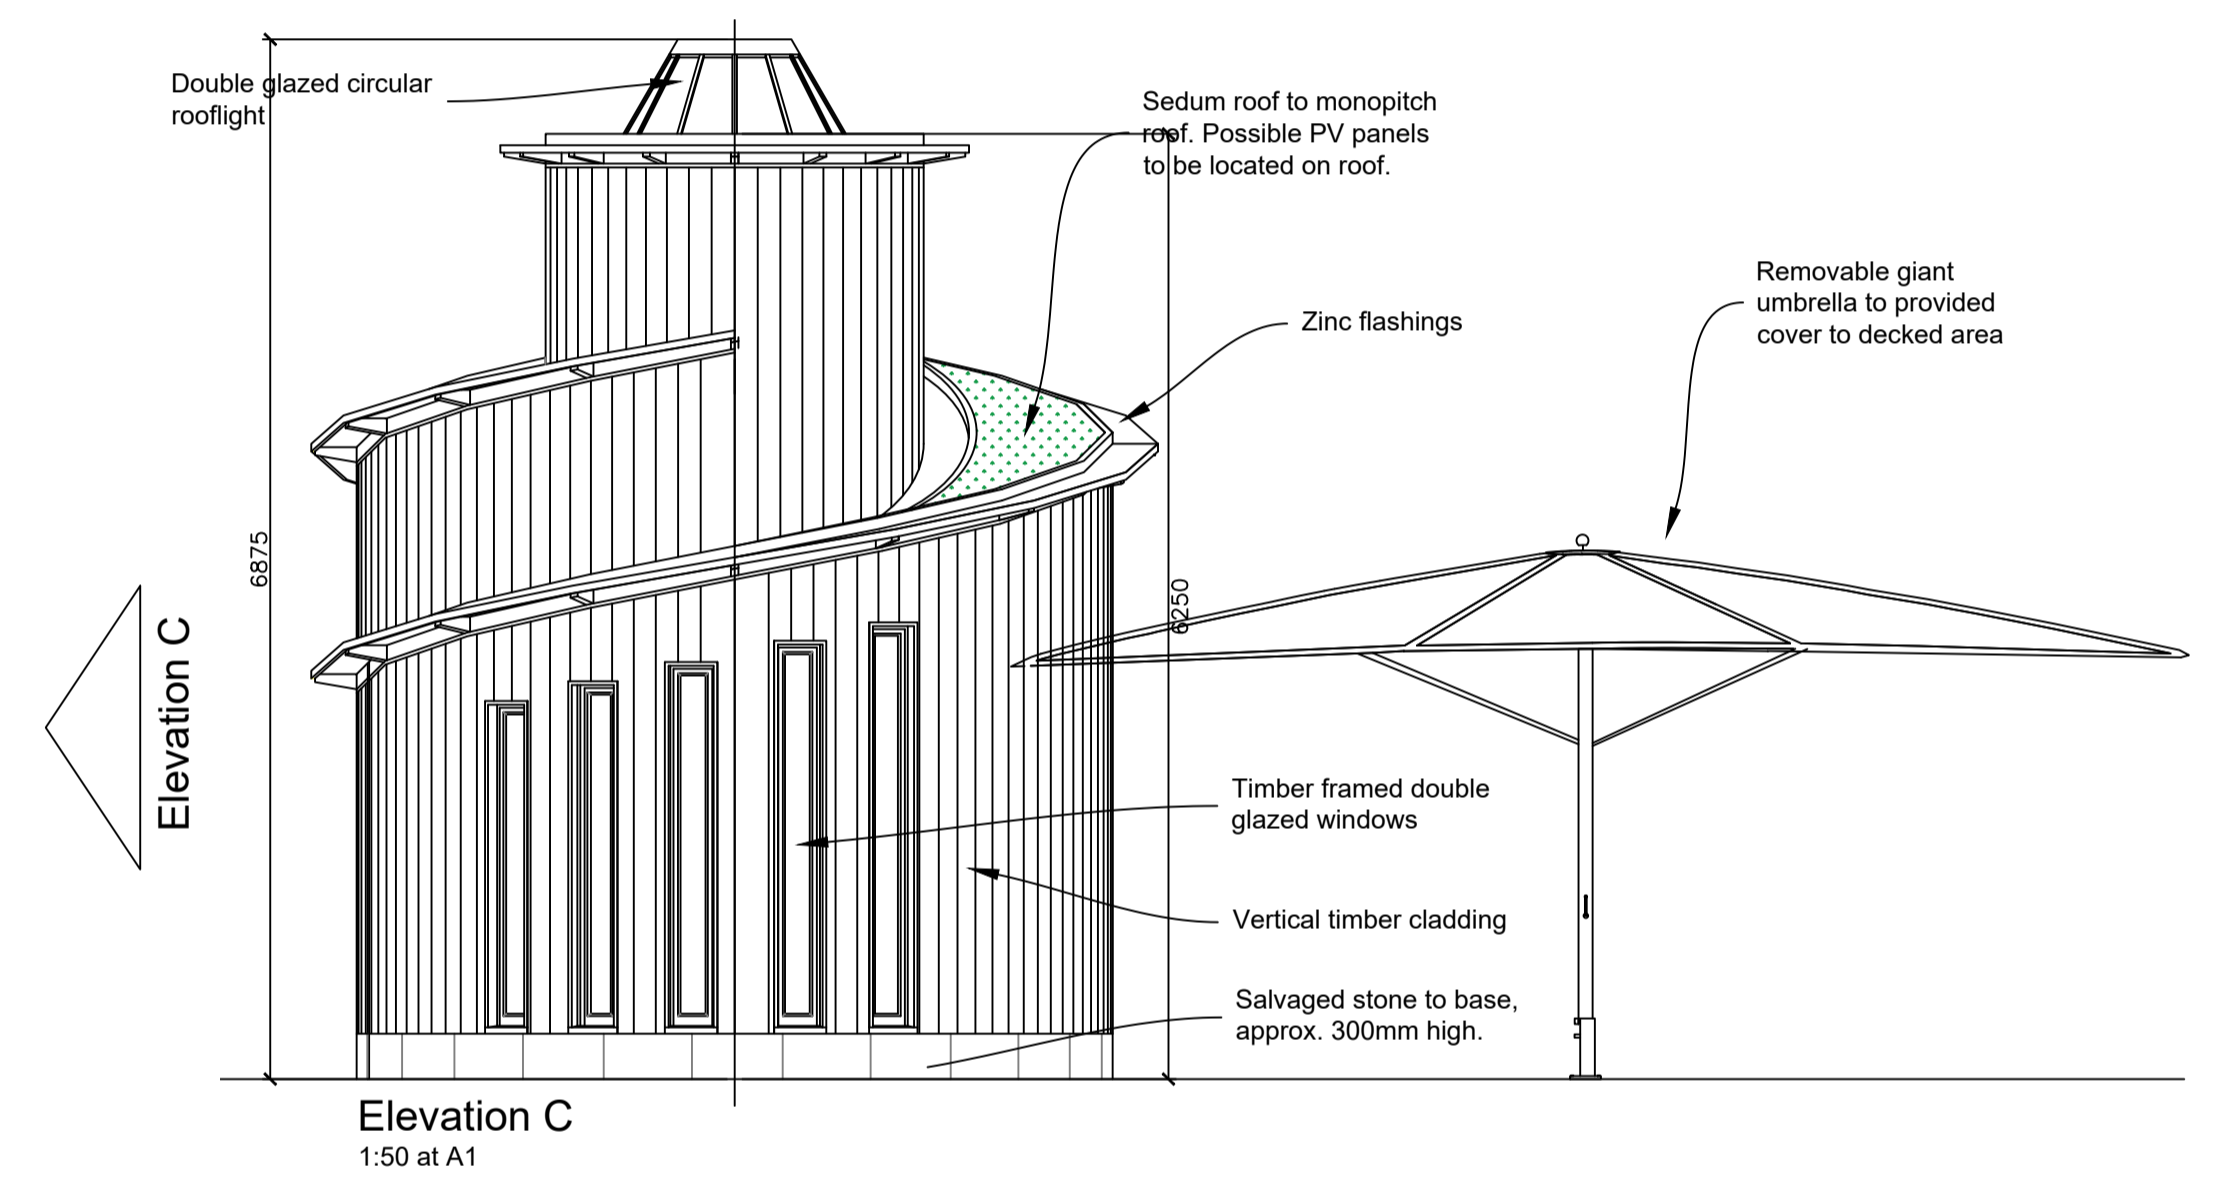 Double glazed circular
rooflight
Sedum roof to monopitch
roof. Possible PV panels
to be located on roof.
Zinc flashings
Removable giant
umbrella to provided
cover to decked area
6875
6250
Elevation C
Timber framed double
glazed windows
Vertical timber cladding
Salvaged stone to base,
approx. 300mm high.
Elevation C
1:50 at A1